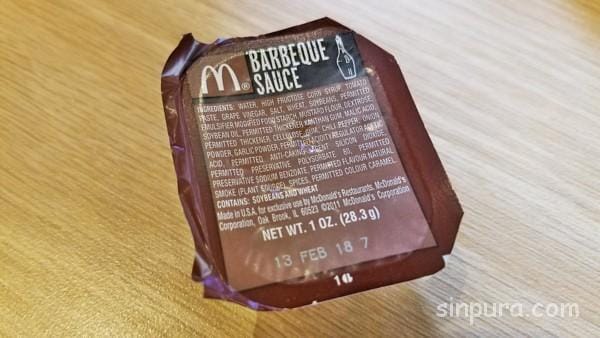 BARBEQUE
SAUCE
INGREDIENTS: WATER, HIGH FRUCTOSE CORN SYRUP, TOMATO
PASTE, GRAPE VINEGAR, SALT, WHEAT, SOYBEANS, PERMITTED
EMULSIFIER MODIFIED FOOD STARCH, MUSTARD FLOUR, DEXTROSE,
SOYBEAN OIL, PERMITTED THICKENER XANTHAN GUM, MALIC ACID,
PERMITTED THICKENER, CELLULOSE GUM, CHILI PEPPER, ONION
POWDER, GARLIC POWDER, PERMITTED ACIDITY REGULATOR ACETIC
ACID, PERMITTED ANTI-CAKING AGENT SILICON DIOXIDE,
PERMITTED PRESERVATIVE POLYSORBATE 80, PERMITTED
PRESERVATIVE SODIUM BENZOATE, PERMITTED FLAVOUR NATURAL
SMOKE (PLANT SOURCE), SPICES, PERMITTED COLOUR CARAMEL.
CONTAINS: SOYBEANS AND WHEAT
Made in U.S.A. for exclusive use by McDonald's Restaurants. McDonald's
Corporation, Oak Brook, IL 60523 ©2011 McDonald's Corporation
NET WT. 1 OZ. (28.3 g)
13 FEB 18 7
16
sinpura.com